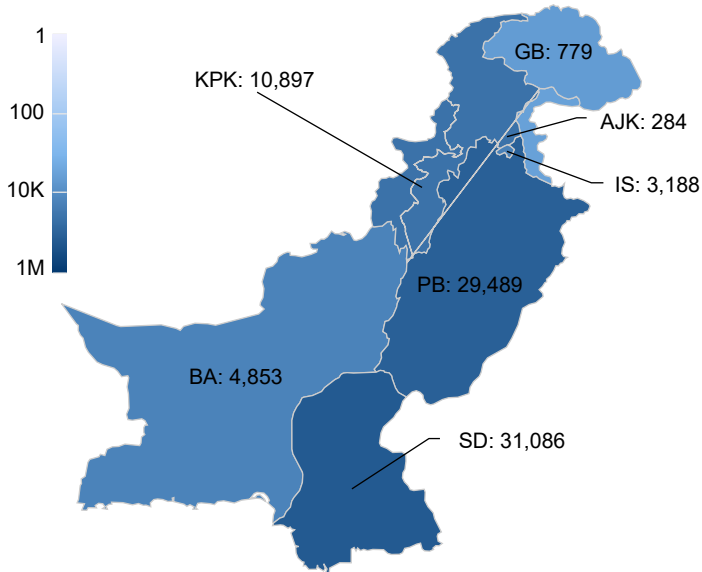 1
100
10K
1M
GB: 779
KPK: 10,897
AJK: 284
IS: 3,188
PB: 29,489
BA: 4,853
SD: 31,086